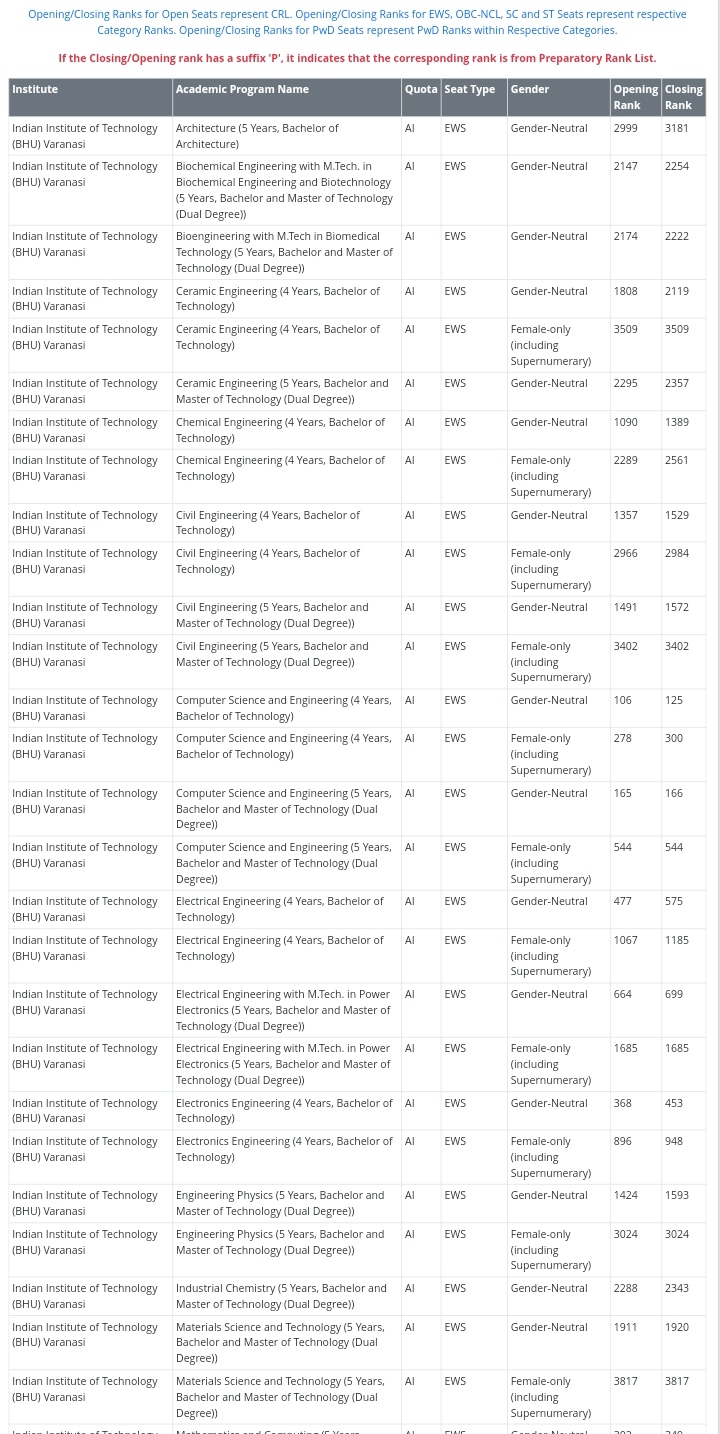 Opening/Closing Ranks for Open Seats represent CRL. Opening/Closing Ranks for EWS, OBC-NCL, SC and ST Seats represent respective
Category Ranks. Opening/Closing Ranks for PwD Seats represent PwD Ranks within Respective Categories.
If the Closing/Opening rank has a suffix 'P', it indicates that the corresponding rank is from Preparatory Rank List.
Institute Academic Program Name Quota Seat Type Gender Opening Closing
Rank Rank
Indian Institute of Technology Architecture (5 Years, Bachelor of AI EWS Gender-Neutral 2999 3181
(BHU) Varanasi Architecture)
Indian Institute of Technology Biochemical Engineering with M.Tech. in AI EWS Gender-Neutral 2147 2254
(BHU) Varanasi Biochemical Engineering and Biotechnology
(5 Years, Bachelor and Master of Technology
(Dual Degree))
Indian Institute of Technology Bioengineering with M.Tech in Biomedical AI EWS Gender-Neutral 2174 2222
(BHU) Varanasi Technology (5 Years, Bachelor and Master of
Technology (Dual Degree))
Indian Institute of Technology Ceramic Engineering (4 Years, Bachelor of AI EWS Gender-Neutral 1808 2119
(BHU) Varanasi Technology)
Indian Institute of Technology Ceramic Engineering (4 Years, Bachelor of AI EWS Female-only 3509 3509
(BHU) Varanasi Technology) (including
Supernumerary)
Indian Institute of Technology Ceramic Engineering (5 Years, Bachelor and AI EWS Gender-Neutral 2295 2357
(BHU) Varanasi Master of Technology (Dual Degree))
Indian Institute of Technology Chemical Engineering (4 Years, Bachelor of AI EWS Gender-Neutral 1090 1389
(BHU) Varanasi Technology)
Indian Institute of Technology Chemical Engineering (4 Years, Bachelor of AI EWS Female-only 2289 2561
(BHU) Varanasi Technology) (including
Supernumerary)
Indian Institute of Technology Civil Engineering (4 Years, Bachelor of AI EWS Gender-Neutral 1357 1529
(BHU) Varanasi Technology)
Indian Institute of Technology Civil Engineering (4 Years, Bachelor of AI EWS Female-only 2966 2984
(BHU) Varanasi Technology) (including
Supernumerary)
Indian Institute of Technology Civil Engineering (5 Years, Bachelor and AI EWS Gender-Neutral 1491 1572
(BHU) Varanasi Master of Technology (Dual Degree))
Indian Institute of Technology Civil Engineering (5 Years, Bachelor and AI EWS Female-only 3402 3402
(BHU) Varanasi Master of Technology (Dual Degree)) (including
Supernumerary)
Indian Institute of Technology Computer Science and Engineering (4 Years, AI EWS Gender-Neutral 106 125
(BHU) Varanasi Bachelor of Technology)
Indian Institute of Technology Computer Science and Engineering (4 Years, AI EWS Female-only 278 300
(BHU) Varanasi Bachelor of Technology) (including
Supernumerary)
Indian Institute of Technology Computer Science and Engineering (5 Years, AI EWS Gender-Neutral 165 166
(BHU) Varanasi Bachelor and Master of Technology (Dual
Degree))
Indian Institute of Technology Computer Science and Engineering (5 Years, AI EWS Female-only 544 544
(BHU) Varanasi Bachelor and Master of Technology (Dual (including
Degree)) Supernumerary)
Indian Institute of Technology Electrical Engineering (4 Years, Bachelor of AI EWS Gender-Neutral 477 575
(BHU) Varanasi Technology)
Indian Institute of Technology Electrical Engineering (4 Years, Bachelor of AI EWS Female-only 1067 1185
(BHU) Varanasi Technology) (including
Supernumerary)
Indian Institute of Technology Electrical Engineering with M.Tech. in Power AI EWS Gender-Neutral 664 699
(BHU) Varanasi Electronics (5 Years, Bachelor and Master of
Technology (Dual Degree))
Indian Institute of Technology Electrical Engineering with M.Tech. in Power AI EWS Female-only 1685 1685
(BHU) Varanasi Electronics (5 Years, Bachelor and Master of (including
Technology (Dual Degree)) Supernumerary)
Indian Institute of Technology Electronics Engineering (4 Years, Bachelor of AI EWS Gender-Neutral 368 453
(BHU) Varanasi Technology)
Indian Institute of Technology Electronics Engineering (4 Years, Bachelor of AI EWS Female-only 896 948
(BHU) Varanasi Technology) (including
Supernumerary)
Indian Institute of Technology Engineering Physics (5 Years, Bachelor and AI EWS Gender-Neutral 1424 1593
(BHU) Varanasi Master of Technology (Dual Degree))
Indian Institute of Technology Engineering Physics (5 Years, Bachelor and AI EWS Female-only 3024 3024
(BHU) Varanasi Master of Technology (Dual Degree)) (including
Supernumerary)
Indian Institute of Technology Industrial Chemistry (5 Years, Bachelor and AI EWS Gender-Neutral 2288 2343
(BHU) Varanasi Master of Technology (Dual Degree))
Indian Institute of Technology Materials Science and Technology (5 Years, AI EWS Gender-Neutral 1911 1920
(BHU) Varanasi Bachelor and Master of Technology (Dual
Degree))
Indian Institute of Technology Materials Science and Technology (5 Years, AI EWS Female-only 3817 3817
(BHU) Varanasi Bachelor and Master of Technology (Dual (including
Degree)) Supernumerary)